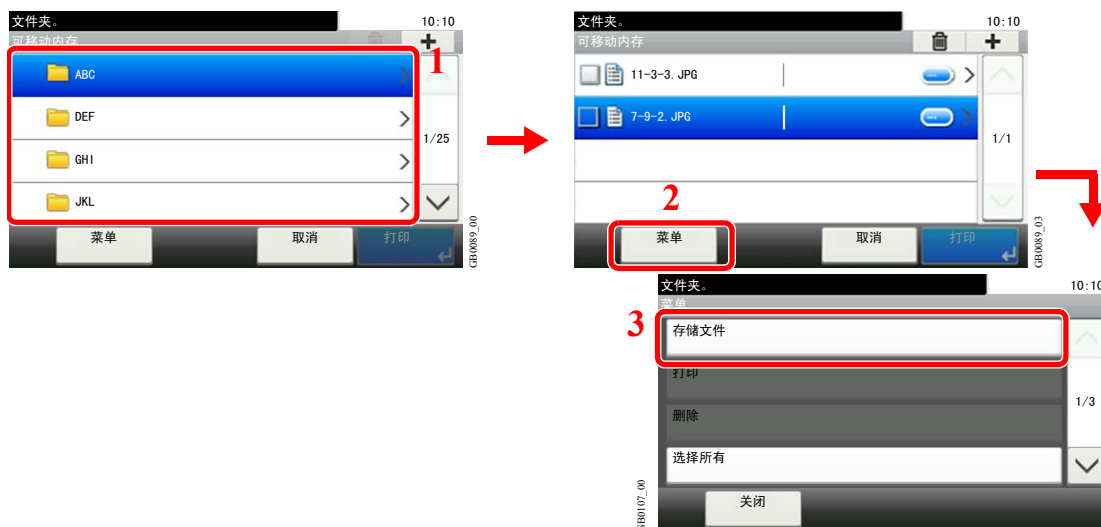 文件夹。 10:10
可移动内存
1
ABC
DEF
1/25
GHI
JKL
菜单 取消 打印
GB0089_00
文件夹。 10:10
可移动内存
11-3-3. JPG
7-9-2. JPG
1/1
2
菜单 取消 打印
GB0089_03
文件夹。 10:10
菜单
3
存储文件
打印
1/3
删除
选择所有
关闭
GB0107_00